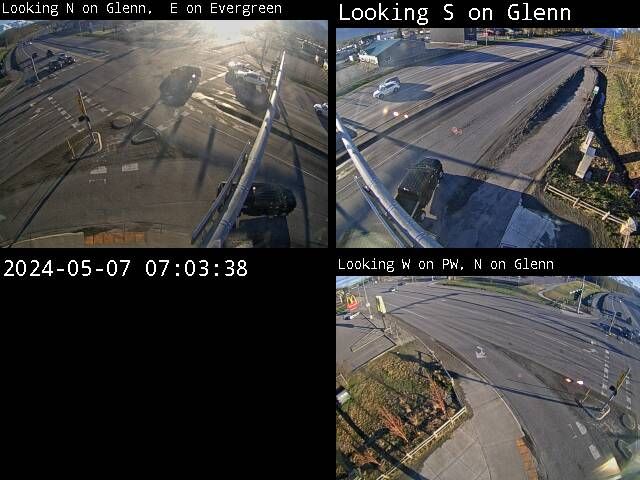 Looking N on Glenn,  E on Evergreen
Looking S on Glenn
2024-05-07 07:03:38
Looking W on PW, N on Glenn